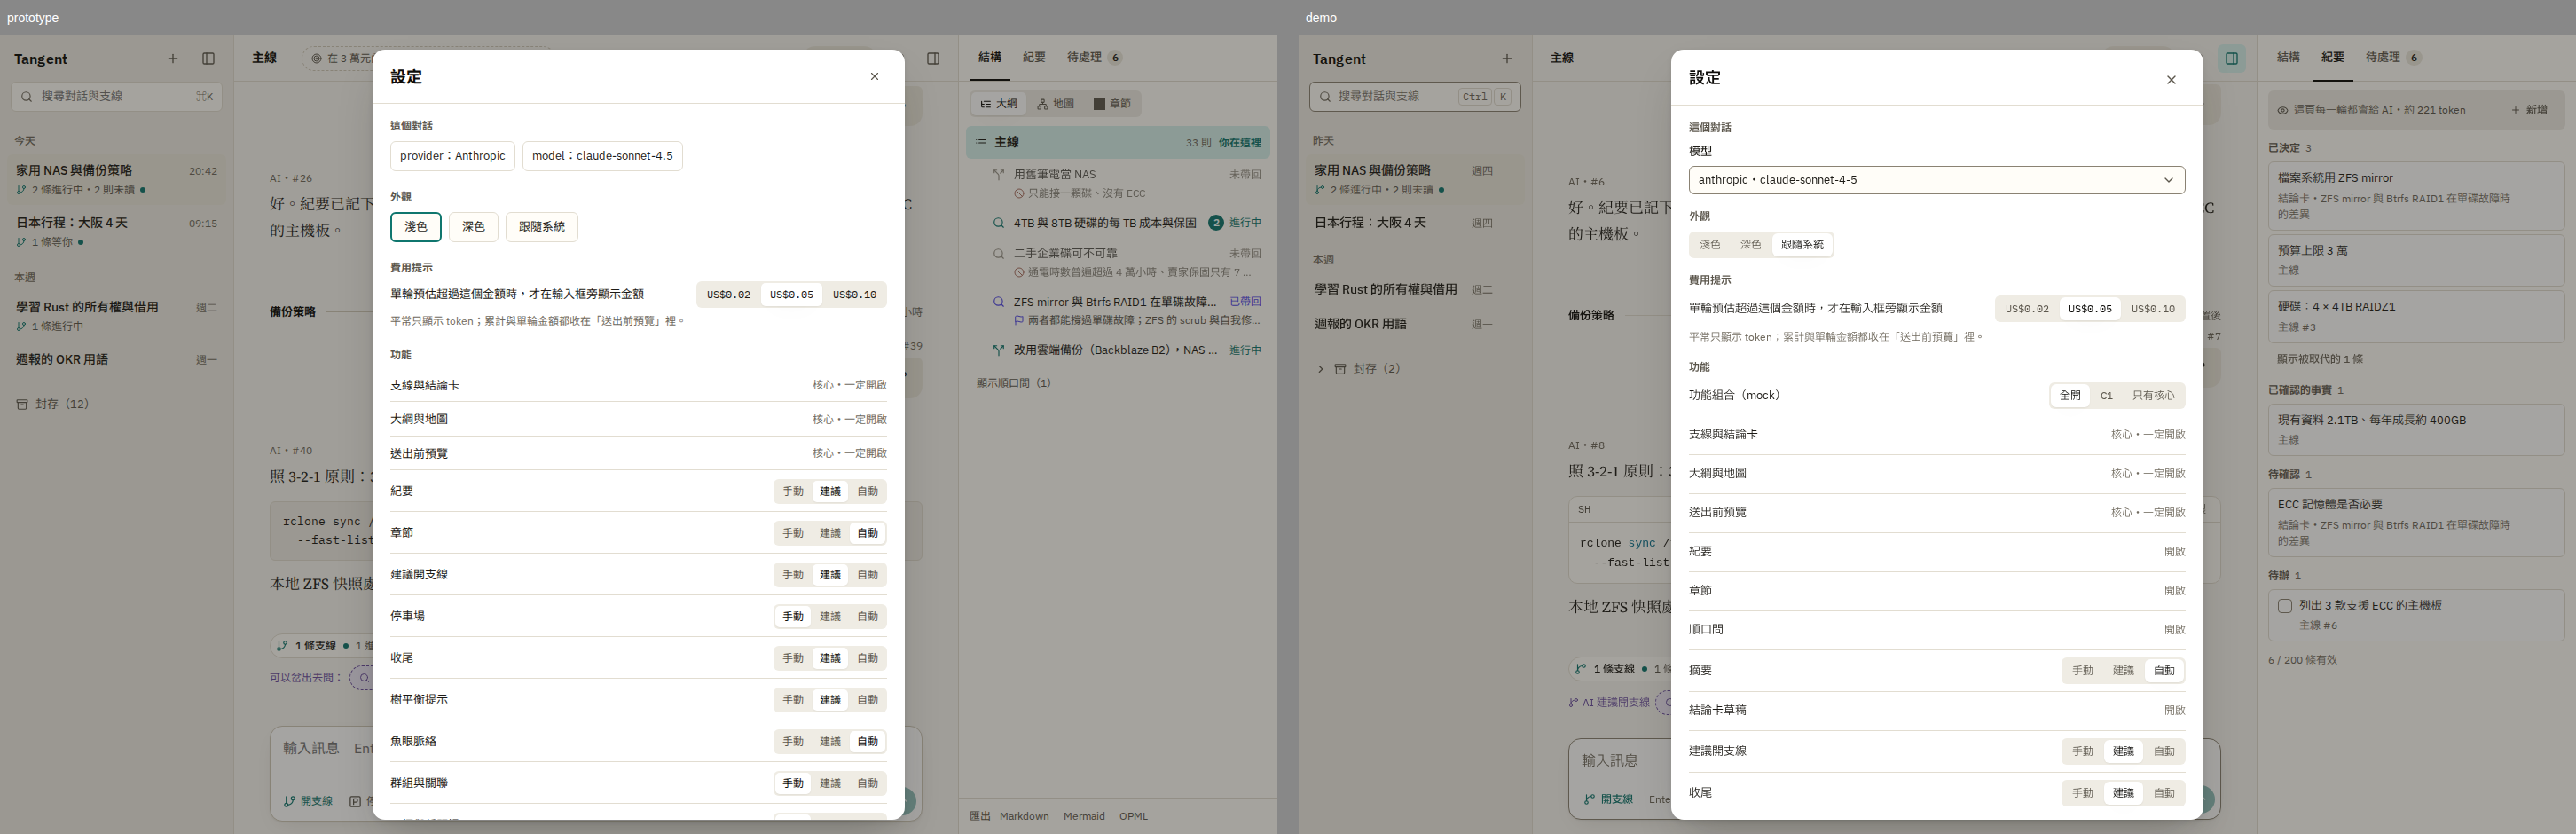 prototype
Tangent
搜尋對話與支線 ⌘K
今天
家用 NAS 與備份策略 20:42
2 條進行中・2 則未讀
日本行程：大阪 4 天 09:15
1 條等你
本週
學習 Rust 的所有權與借用 週二
1 條進行中
週報的 OKR 用語 週一
封存（12）
主線
在 3 萬元
AI・#26
好。紀要已記下
的主機板。
備份策略
小時
#39
AI・#40
照 3-2-1 原則：
rclone sync /
--fast-list
本地 ZFS 快照處
1 條支線 1 進
可以岔出去問：
輸入訊息 Ent
開支線
設定
這個對話
provider：Anthropic
model：claude-sonnet-4.5
外觀
淺色 深色 跟隨系統
費用提示
單輪預估超過這個金額時，才在輸入框旁顯示金額 US$0.02 US$0.05 US$0.10
平常只顯示 token；累計與單輪金額都收在「送出前預覽」裡。
功能
支線與結論卡 核心・一定開啟
大綱與地圖 核心・一定開啟
送出前預覽 核心・一定開啟
紀要 手動 建議 自動
章節 手動 建議 自動
建議開支線 手動 建議 自動
停車場 手動 建議 自動
收尾 手動 建議 自動
樹平衡提示 手動 建議 自動
魚眼脈絡 手動 建議 自動
群組與關聯 手動 建議 自動
結構 紀要 待處理 6
大綱 地圖 章節
主線 33 則 你在這裡
用舊筆電當 NAS 未帶回
只能接一顆碟、沒有 ECC
4TB 與 8TB 硬碟的每 TB 成本與保固 2 進行中
二手企業碟可不可靠 未帶回
通電時數普遍超過 4 萬小時、賣家保固只有 7 ...
ZFS mirror 與 Btrfs RAID1 在單碟故障... 已帶回
兩者都能撐過單碟故障；ZFS 的 scrub 與自我修...
改用雲端備份（Backblaze B2），NAS ... 進行中
顯示順口問（1）
匯出 Markdown Mermaid OPML
demo
Tangent
搜尋對話與支線 Ctrl K
昨天
家用 NAS 與備份策略 週四
2 條進行中・2 則未讀
日本行程：大阪 4 天 週四
本週
學習 Rust 的所有權與借用 週二
週報的 OKR 用語 週一
封存（2）
主線
AI・#6
好。紀要已記下
的主機板。
備份策略
#7
AI・#8
照 3-2-1 原則：
SH
rclone sync /
--fast-list
本地 ZFS 快照處
1 條支線 1 條
AI 建議開支線
輸入訊息
開支線 Ente
設定
這個對話
模型
anthropic・claude-sonnet-4-5
外觀
淺色 深色 跟隨系統
費用提示
單輪預估超過這個金額時，才在輸入框旁顯示金額 US$0.02 US$0.05 US$0.10
平常只顯示 token；累計與單輪金額都收在「送出前預覽」裡。
功能
功能組合（mock） 全開 C1 只有核心
支線與結論卡 核心・一定開啟
大綱與地圖 核心・一定開啟
送出前預覽 核心・一定開啟
紀要 開啟
章節 開啟
順口問 開啟
摘要 手動 建議 自動
結論卡草稿 開啟
建議開支線 手動 建議 自動
收尾 手動 建議 自動
結構 紀要 待處理 6
這頁每一輪都會給 AI・約 221 token 新增
已決定 3
檔案系統用 ZFS mirror
結論卡・ZFS mirror 與 Btrfs RAID1 在單碟故障時
的差異
預算上限 3 萬
主線
硬碟：4 × 4TB RAIDZ1
主線 #3
顯示被取代的 1 條
已確認的事實 1
現有資料 2.1TB、每年成長約 400GB
主線
待確認 1
ECC 記憶體是否必要
結論卡・ZFS mirror 與 Btrfs RAID1 在單碟故障時
的差異
待辦 1
列出 3 款支援 ECC 的主機板
主線 #6
6 / 200 條有效